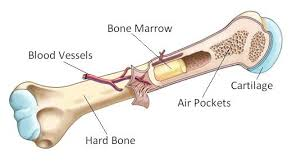 Bone Marrow
Blood Vessels
Cartilage
Air Pockets
Hard Bone